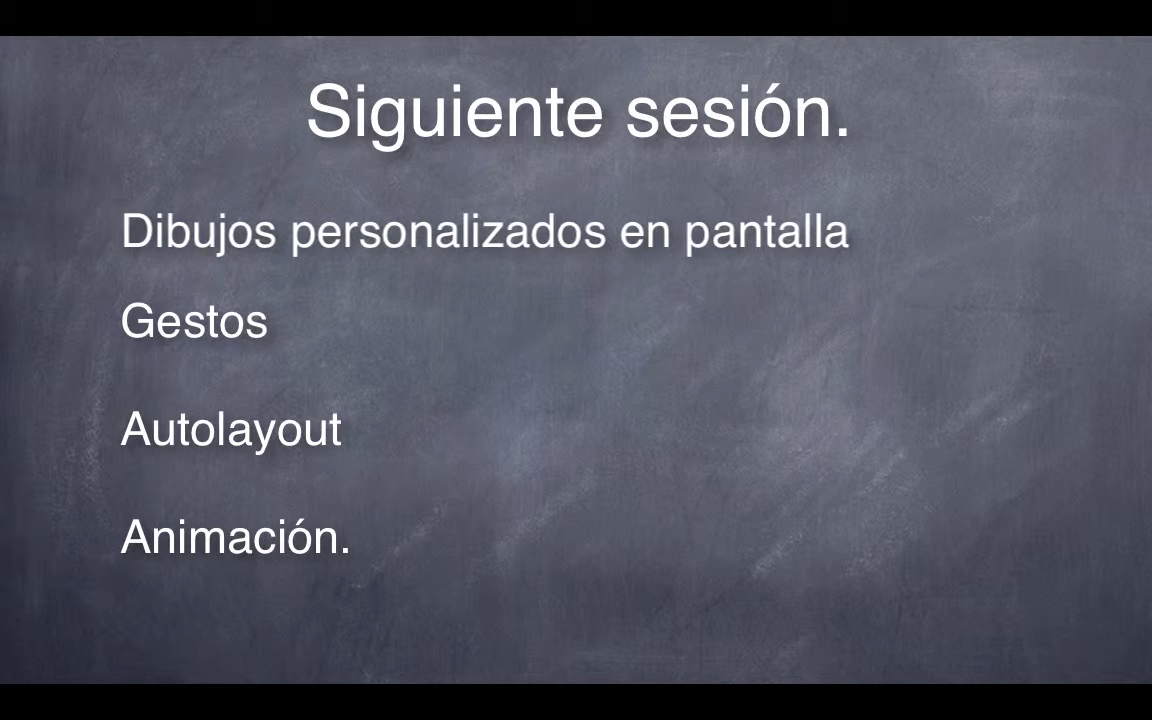 Siguiente sesión.
Dibujos personalizados en pantalla
Gestos
Autolayout
Animación.